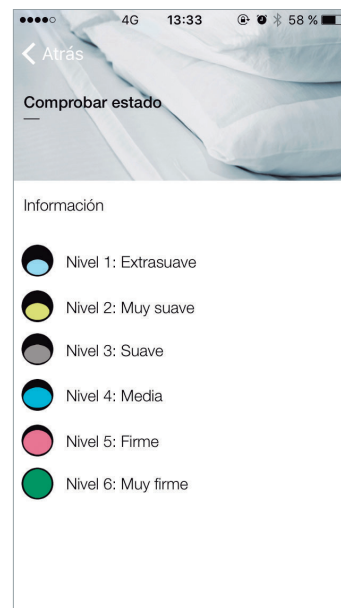 4G 13:33 58 %
Atrás
Comprobar estado
Información
Nivel 1: Extrasuave
Nivel 2: Muy suave
Nivel 3: Suave
Nivel 4: Media
Nivel 5: Firme
Nivel 6: Muy firme